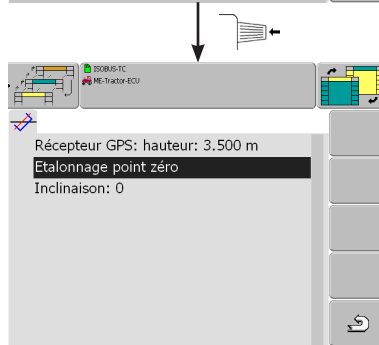 ISOBUS-TC
ME-Tractor-ECU
Récepteur GPS: hauteur: 3.500 m
Etalonnage point zéro
Inclinaison: 0